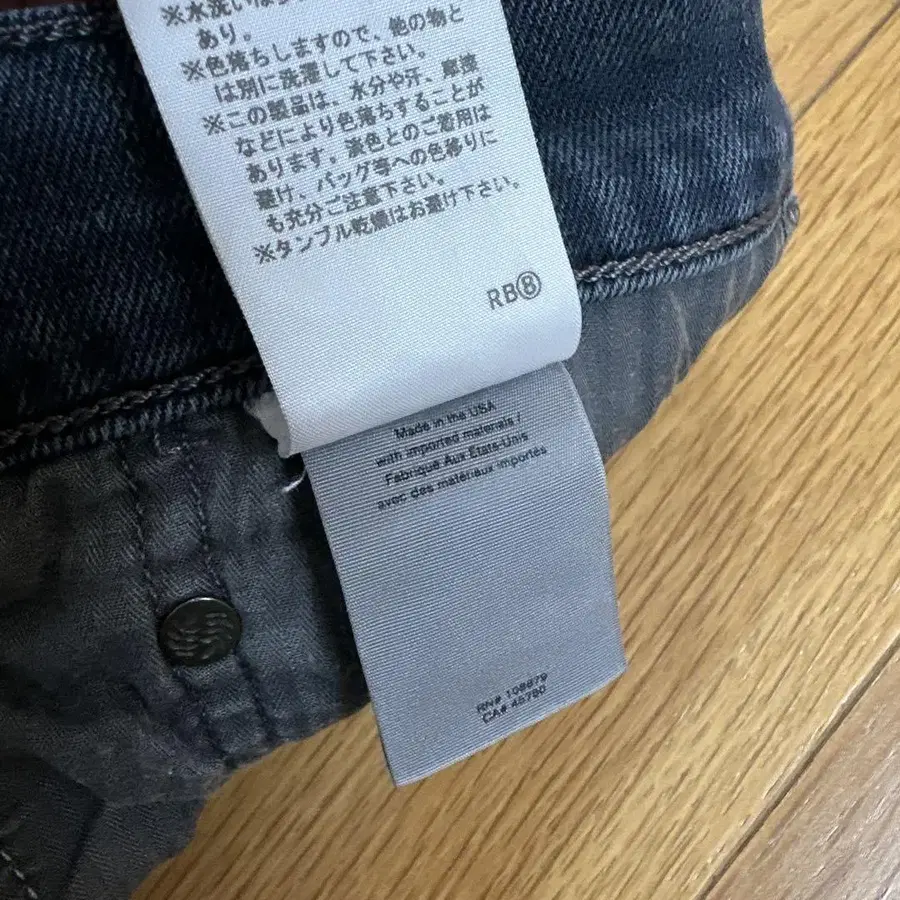 ※水洗いは
あり。
※色落ちしますので、他の物と
は別に洗濯して下さい。
※この製品は、水分や汗、摩擦
などにより色落ちすることが
あります。淡色とのご着用は
避け、バッグ等への色移りに
も充分ご注意下さい。
※タンブル乾燥はお避け下さい。
RB⑧
Made in the USA
with imported materials /
Fabrique Aux États-Unis
avec des matériaux importés
RN# 108879
CA# 45780